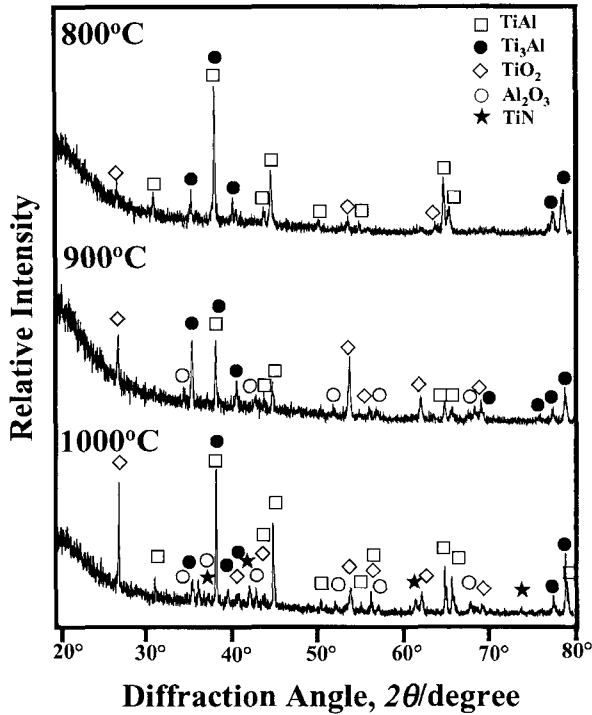 800°C
□ TiAl
● Ti₃Al
◇ TiO₂
○ Al₂O₃
★ TiN
900°C
1000°C
Relative Intensity
20° 30° 40° 50° 60° 70° 80°
Diffraction Angle, 2θ/degree